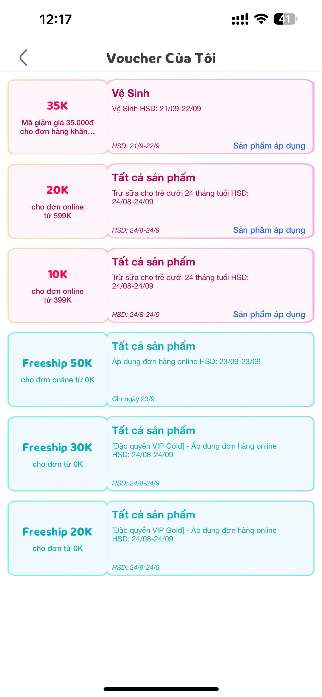 12:17
41
Voucher Của Tôi
35K
Mã giảm giá 35.000đ
cho đơn hàng khăn...
Vệ Sinh
Vệ Sinh HSD: 21/09-22/09
HSD: 21/9-22/9
Sản phẩm áp dụng
20K
cho đơn online
từ 599K
Tất cả sản phẩm
Trừ sữa cho trẻ dưới 24 tháng tuổi HSD:
24/08-24/09
HSD: 24/8-24/9
Sản phẩm áp dụng
10K
cho đơn online
từ 399K
Tất cả sản phẩm
Trừ sữa cho trẻ dưới 24 tháng tuổi HSD:
24/08-24/09
HSD: 24/8-24/9
Sản phẩm áp dụng
Freeship 50K
cho đơn online từ 0K
Tất cả sản phẩm
Áp dụng đơn hàng online HSD: 23/09-23/09
Chỉ ngày 23/9
Freeship 30K
cho đơn từ 0K
Tất cả sản phẩm
[Đặc quyền VIP Gold] - Áp dụng đơn hàng online
HSD: 24/08-24/09
HSD: 24/8-24/9
Freeship 20K
cho đơn từ 0K
Tất cả sản phẩm
[Đặc quyền VIP Gold] - Áp dụng đơn hàng online
HSD: 24/08-24/09
HSD: 24/8-24/9